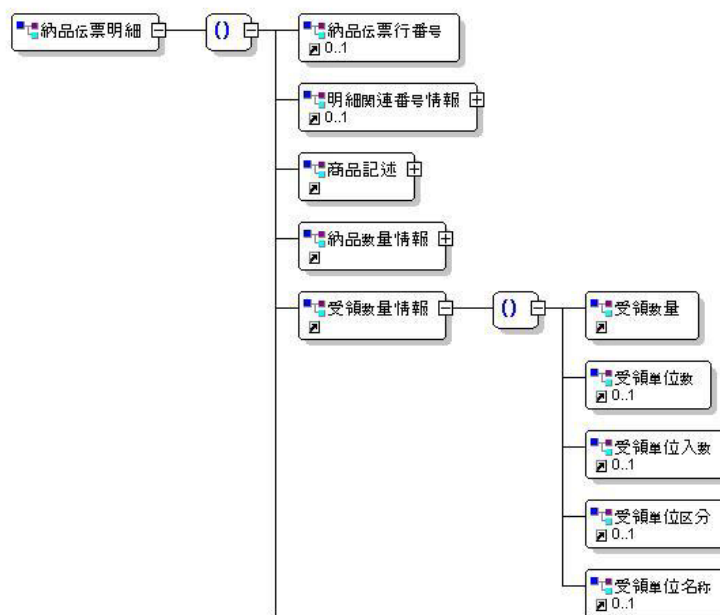 納品伝票明細
()
納品伝票行番号
0..1
明細関連番号情報
0..1
商品記述
納品数量情報
受領数量情報
()
受領数量
受領単位数
0..1
受領単位入数
0..1
受領単位区分
0..1
受領単位名称
0..1